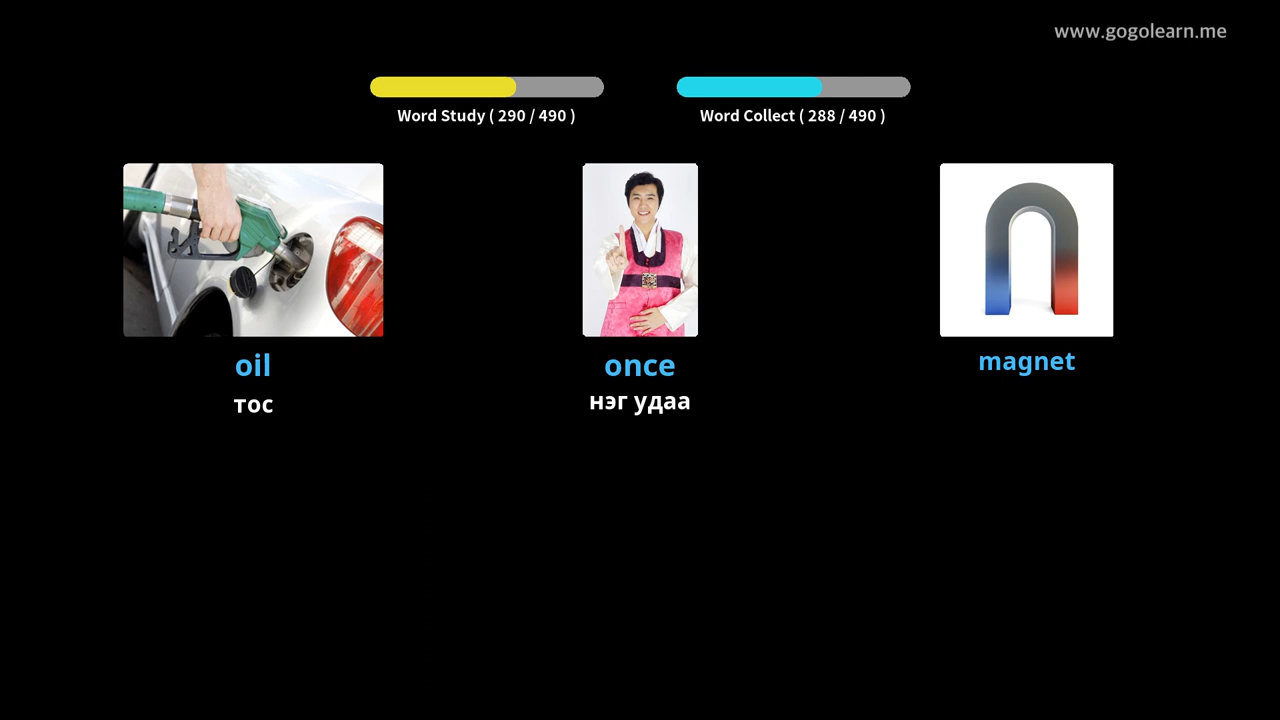 www.gogolearn.me
Word Study ( 290 / 490 )
Word Collect ( 288 / 490 )
oil
once
magnet
тос
нэг удаа